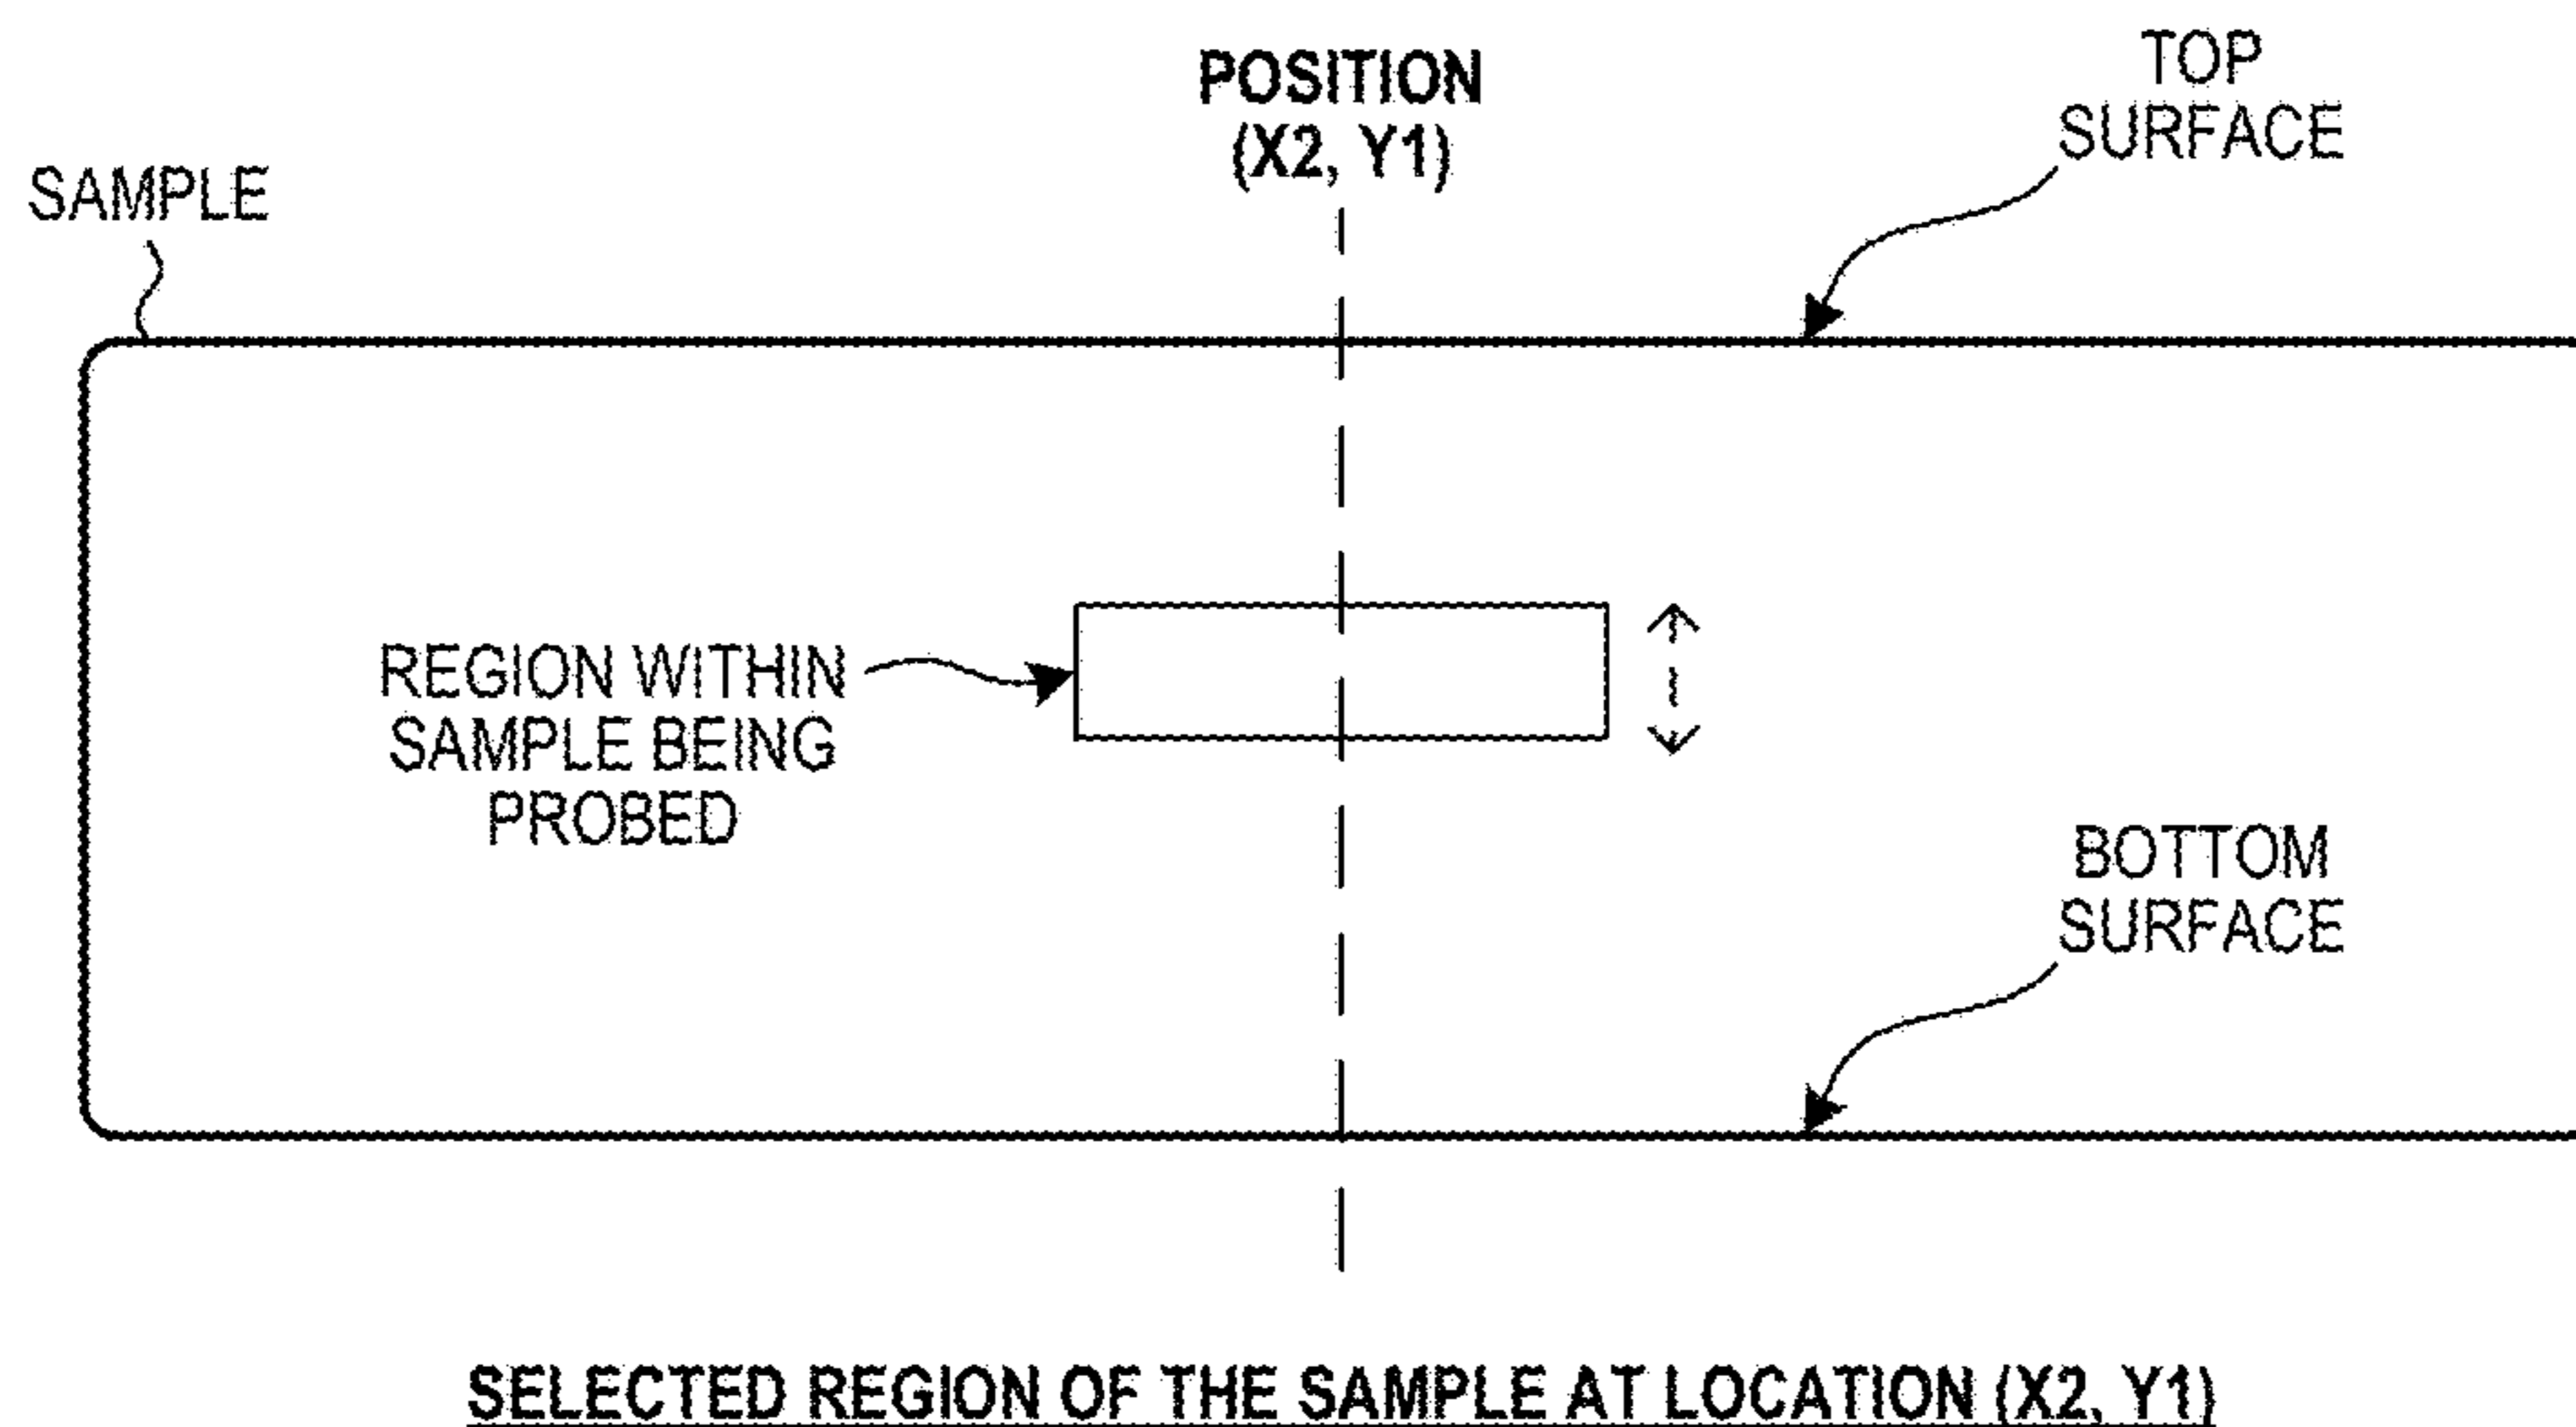 POSITION
(X2, Y1)
TOP
SURFACE
SAMPLE
REGION WITHIN
SAMPLE BEING
PROBED
BOTTOM
SURFACE
SELECTED REGION OF THE SAMPLE AT LOCATION (X2, Y1)